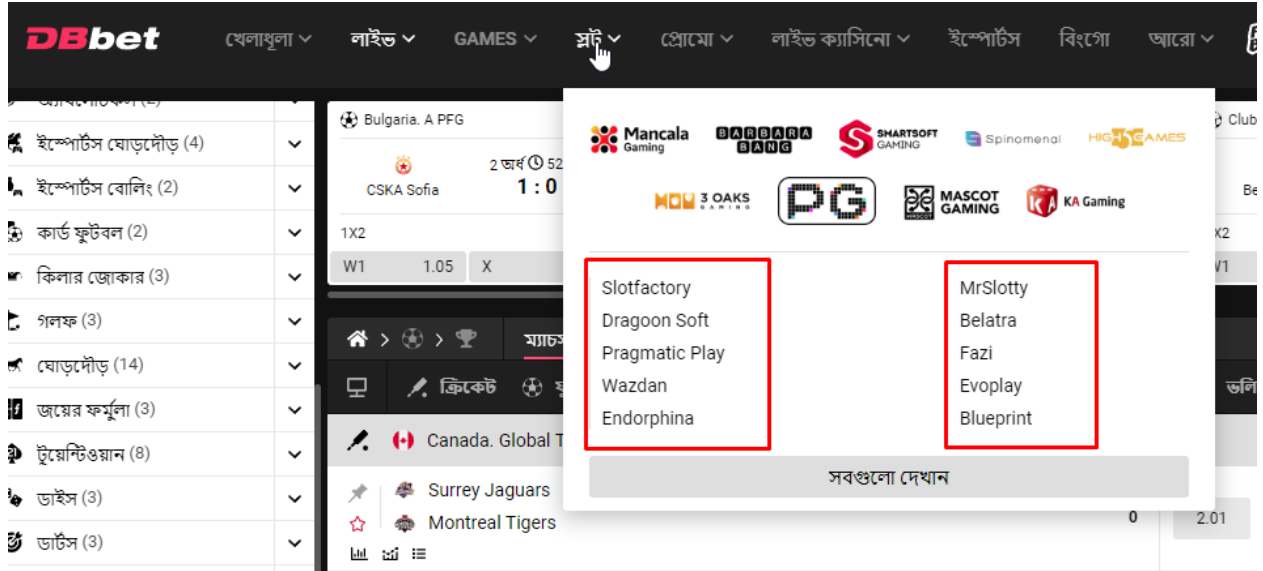 DBbet
খেলাধূলা
লাইভ
GAMES
স্লট
প্রোমো
লাইভ ক্যাসিনো
ইস্পোর্টস
বিংগো
আরো
ইস্পোর্টস ঘোড়দৌড় (4)
ইস্পোর্টস বোলিং (2)
কার্ড ফুটবল (2)
কিলার জোকার (3)
গলফ (3)
ঘোড়দৌড় (14)
জয়ের ফর্মুলা (3)
টুয়েন্টিওয়ান (8)
ডাইস (3)
ডার্টস (3)
Bulgaria. A PFG
2 অর্ধ 52
CSKA Sofia
1 : 0
1X2
W1 1.05 X
ক্রিকেট
Canada. Global T
Surrey Jaguars
Montreal Tigers
Mancala Gaming
BARBARA BANG
SMARTSOFT GAMING
Spinomenal
HIGH 5 GAMES
3 OAKS GAMING
PG
MASCOT GAMING
KA Gaming
Slotfactory
Dragoon Soft
Pragmatic Play
Wazdan
Endorphina
MrSlotty
Belatra
Fazi
Evoplay
Blueprint
সবগুলো দেখান
Club
0
2.01